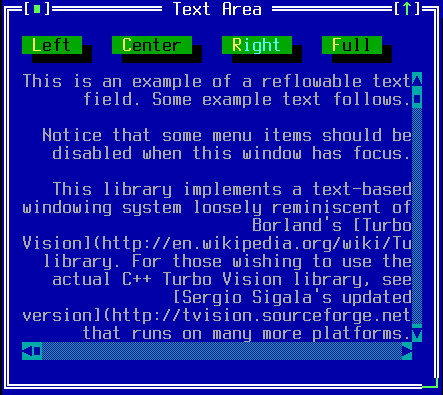 Text Area
Left Center Right Full
This is an example of a reflowable text
field. Some example text follows.
Notice that some menu items should be
disabled when this window has focus.
This library implements a text-based
windowing system loosely reminiscent of
Borland's [Turbo
Vision](http://en.wikipedia.org/wiki/Tu
library. For those wishing to use the
actual C++ Turbo Vision library, see
[Sergio Sigala's updated
version](http://tvision.sourceforge.net
that runs on many more platforms.